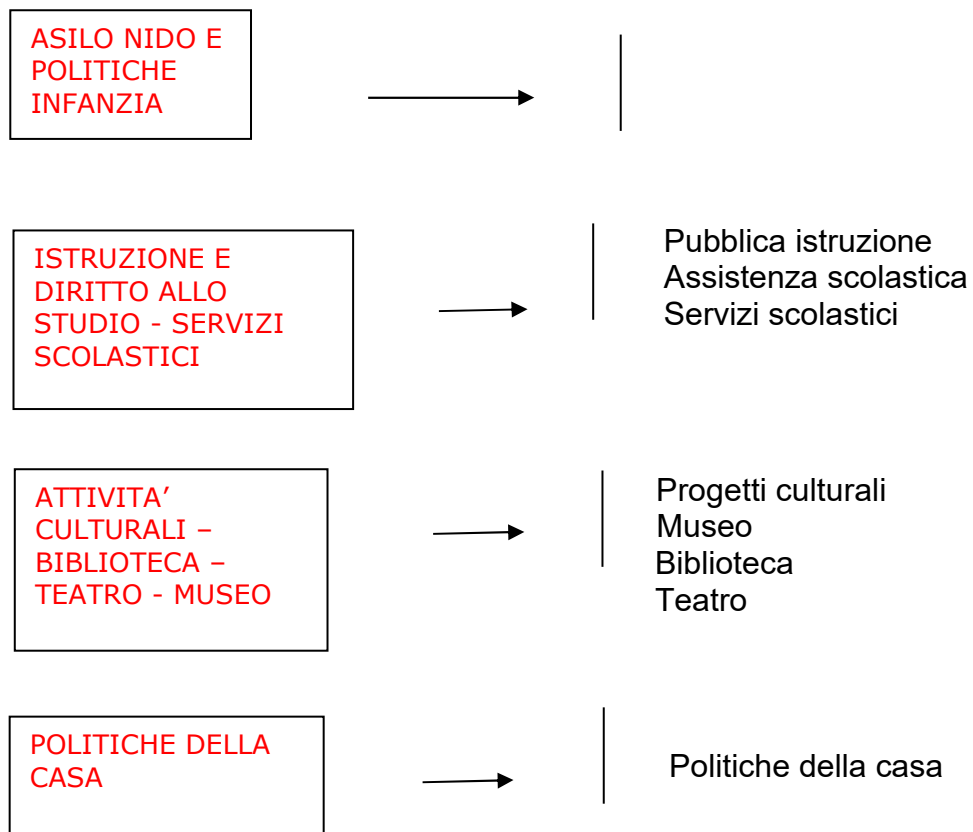 ASILO NIDO E
POLITICHE
INFANZIA
ISTRUZIONE E
DIRITTO ALLO
STUDIO - SERVIZI
SCOLASTICI
Pubblica istruzione
Assistenza scolastica
Servizi scolastici
ATTIVITA’
CULTURALI –
BIBLIOTECA –
TEATRO - MUSEO
Progetti culturali
Museo
Biblioteca
Teatro
POLITICHE DELLA
CASA
Politiche della casa